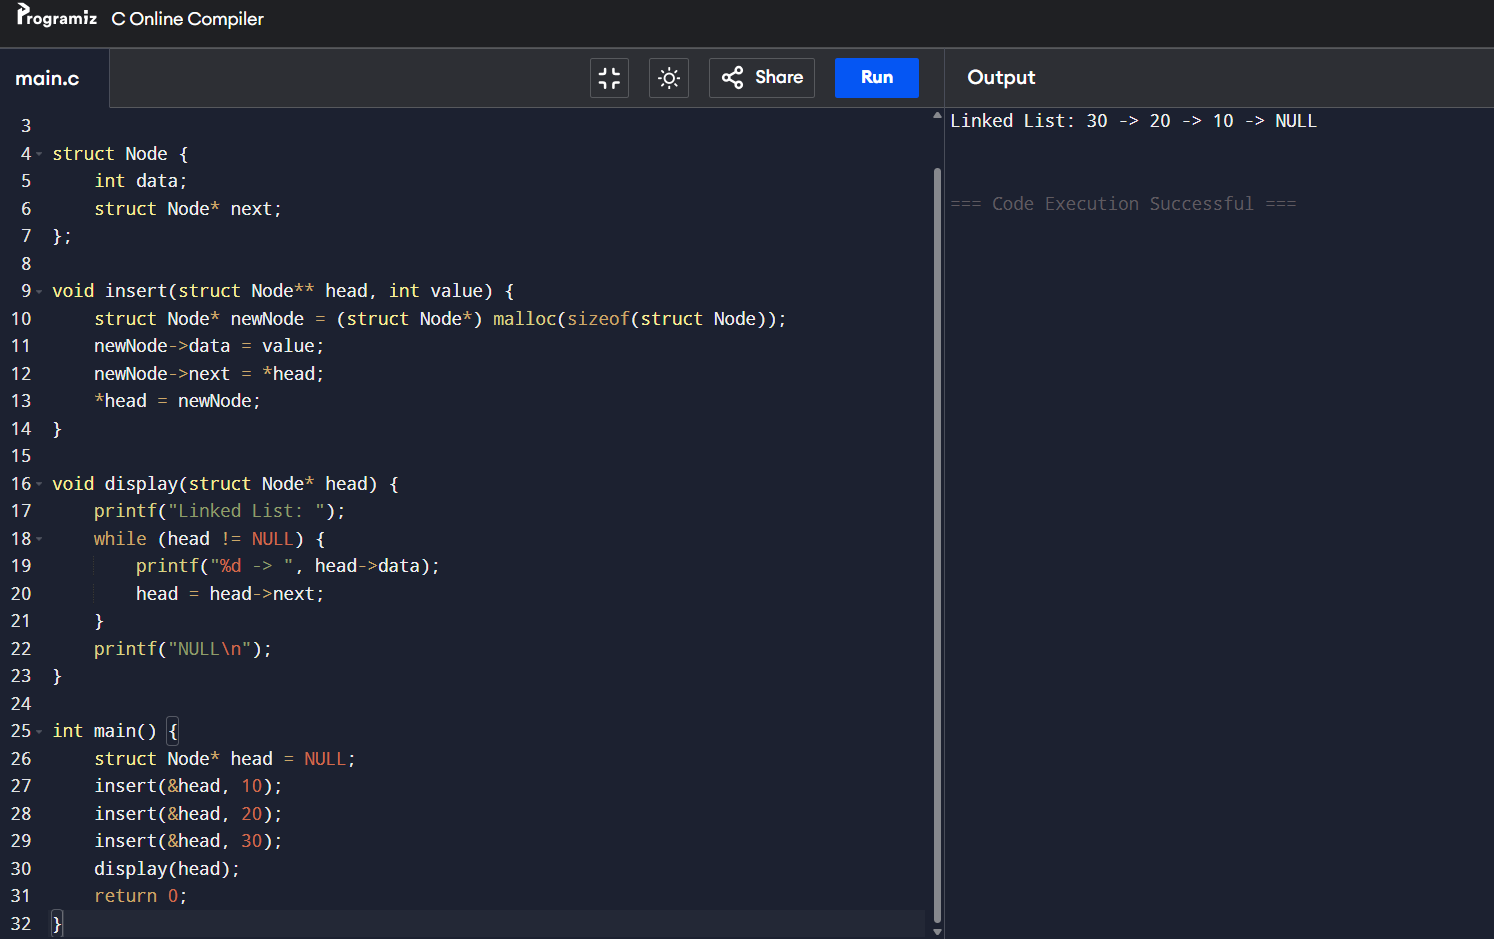 Programiz C Online Compiler
main.c
Share
Run
Output
3
4 struct Node {
5     int data;
6     struct Node* next;
7 };
8
9 void insert(struct Node** head, int value) {
10     struct Node* newNode = (struct Node*) malloc(sizeof(struct Node));
11     newNode->data = value;
12     newNode->next = *head;
13     *head = newNode;
14 }
15
16 void display(struct Node* head) {
17     printf("Linked List: ");
18     while (head != NULL) {
19         printf("%d -> ", head->data);
20         head = head->next;
21     }
22     printf("NULL\n");
23 }
24
25 int main() {
26     struct Node* head = NULL;
27     insert(&head, 10);
28     insert(&head, 20);
29     insert(&head, 30);
30     display(head);
31     return 0;
32 }
Linked List: 30 -> 20 -> 10 -> NULL
=== Code Execution Successful ===